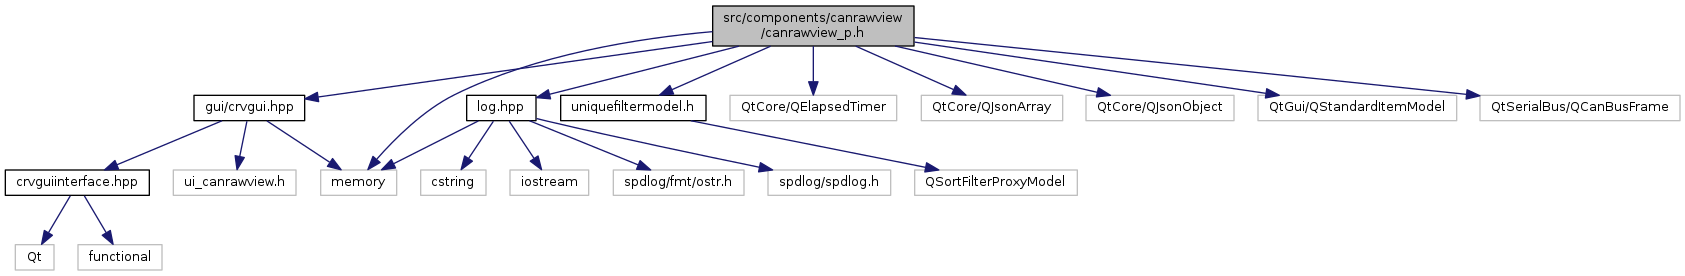 src/components/canrawview
/canrawview_p.h
gui/crvgui.hpp
log.hpp
uniquefiltermodel.h
QtCore/QElapsedTimer
QtCore/QJsonArray
QtCore/QJsonObject
QtGui/QStandardItemModel
QtSerialBus/QCanBusFrame
crvguiinterface.hpp
ui_canrawview.h
memory
cstring
iostream
spdlog/fmt/ostr.h
spdlog/spdlog.h
QSortFilterProxyModel
Qt
functional